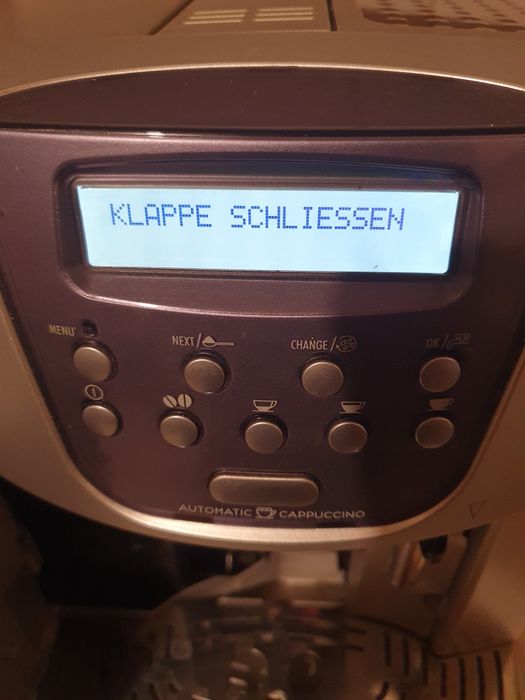 KLAPPE SCHLIESSEN
MENU
NEXT /
CHANGE /
OK /
AUTOMATIC CAPPUCCINO